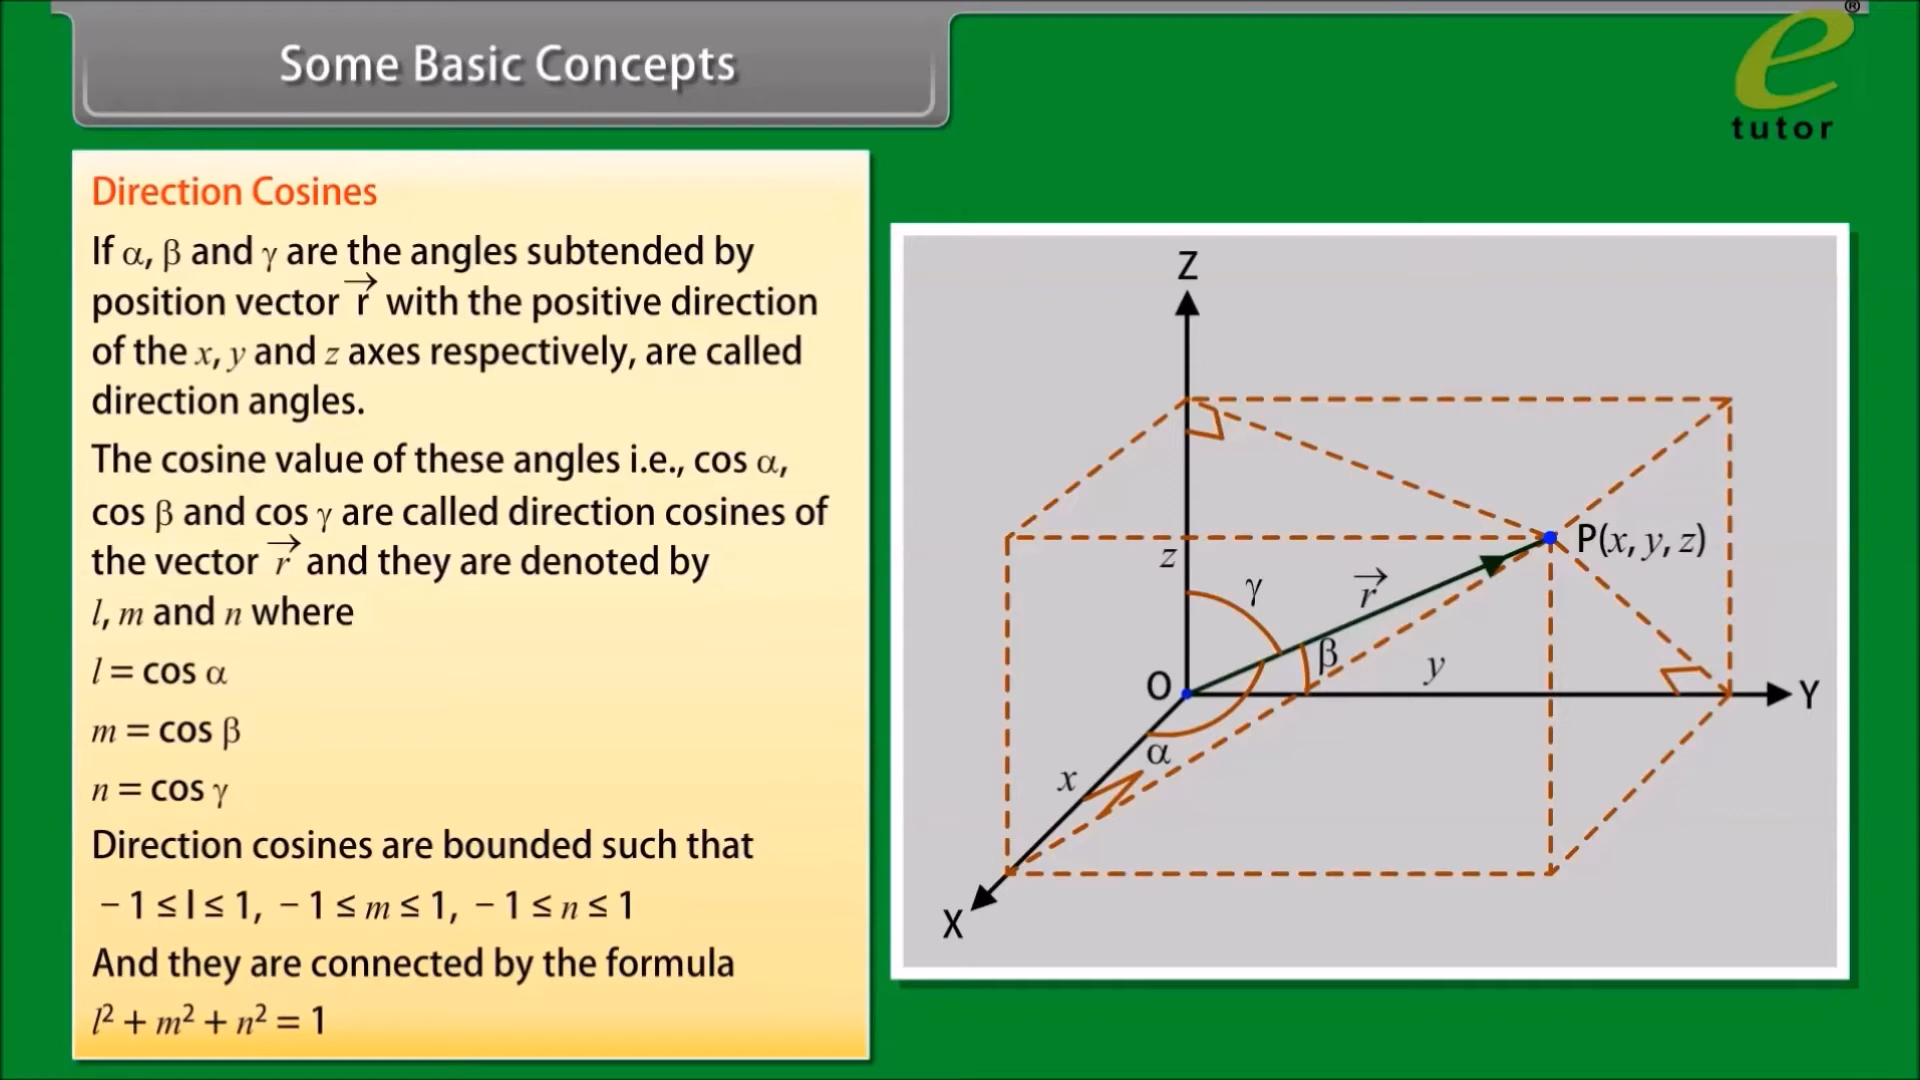 Some Basic Concepts
e®
tutor
Direction Cosines
If α, β and γ are the angles subtended by
position vector r⃗ with the positive direction
of the x, y and z axes respectively, are called
direction angles.
The cosine value of these angles i.e., cos α,
cos β and cos γ are called direction cosines of
the vector r⃗ and they are denoted by
l, m and n where
l = cos α
m = cos β
n = cos γ
Direction cosines are bounded such that
− 1 ≤ l ≤ 1, − 1 ≤ m ≤ 1, − 1 ≤ n ≤ 1
And they are connected by the formula
l² + m² + n² = 1
Z
P(x, y, z)
z
γ
r⃗
β
y
O
Y
α
x
X